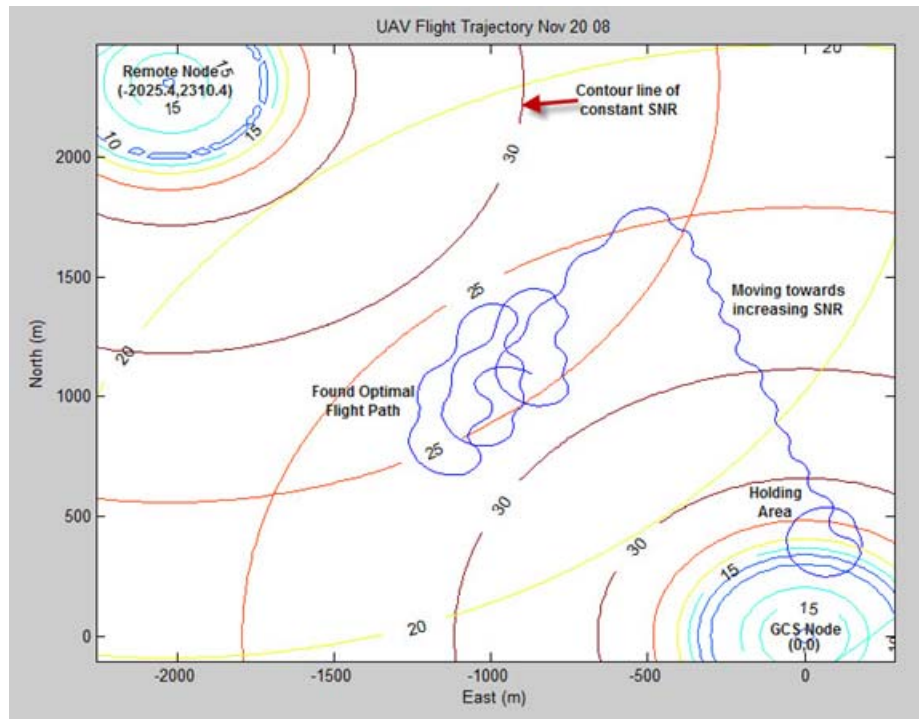 UAV Flight Trajectory Nov 20 08
20
Remote Node
(-2025.4,2310.4)
15
15
Contour line of
constant SNR
10
15
30
2000
1500
25
Moving towards
increasing SNR
20
North (m)
1000
Found Optimal
Flight Path
25
30
500
Holding
Area
30
15
15
20
GCS Node
(0,0)
0
-2000
-1500
-1000
-500
0
East (m)